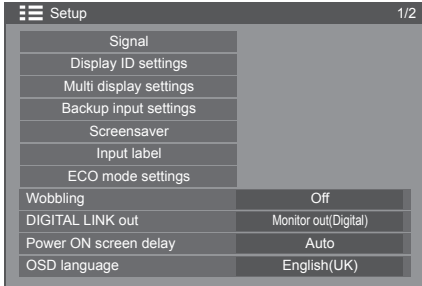 Setup 1/2
Signal
Display ID settings
Multi display settings
Backup input settings
Screensaver
Input label
ECO mode settings
Wobbling Off
DIGITAL LINK out Monitor out(Digital)
Power ON screen delay Auto
OSD language English(UK)